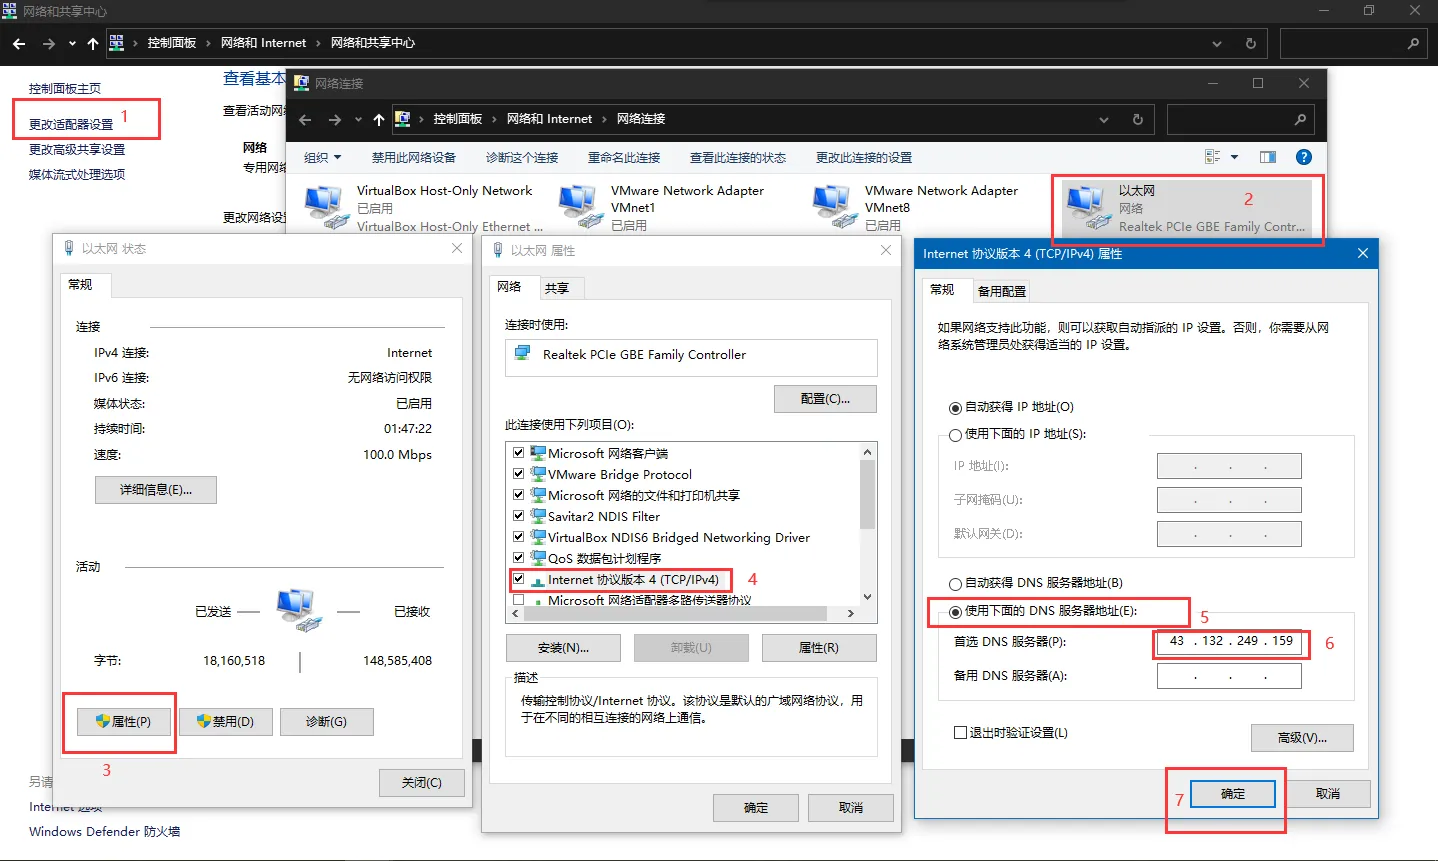 网络和共享中心
控制面板 › 网络和 Internet › 网络和共享中心
控制面板主页
更改适配器设置
1
更改高级共享设置
媒体流式处理选项
查看基本
查看活动网络
网络
专用网络
更改网络设置
另请
Internet 选项
Windows Defender 防火墙
网络连接
控制面板 › 网络和 Internet › 网络连接
组织 禁用此网络设备 诊断这个连接 重命名此连接 查看此连接的状态 更改此连接的设置
VirtualBox Host-Only Network
已启用
VirtualBox Host-Only Ethernet ...
VMware Network Adapter
VMnet1
已启用
VMware Network Adapter
VMnet8
已启用
以太网
网络
Realtek PCIe GBE Family Contr...
2
以太网 状态
常规
连接
IPv4 连接: Internet
IPv6 连接: 无网络访问权限
媒体状态: 已启用
持续时间: 01:47:22
速度: 100.0 Mbps
详细信息(E)...
活动
已发送 — — 已接收
字节: 18,160,518 | 148,585,408
属性(P) 禁用(D) 诊断(G)
3
关闭(C)
以太网 属性
网络 共享
连接时使用:
Realtek PCIe GBE Family Controller
配置(C)...
此连接使用下列项目(O):
Microsoft 网络客户端
VMware Bridge Protocol
Microsoft 网络的文件和打印机共享
Savitar2 NDIS Filter
VirtualBox NDIS6 Bridged Networking Driver
QoS 数据包计划程序
Internet 协议版本 4 (TCP/IPv4)
4
Microsoft 网络适配器多路传送器协议
安装(N)... 卸载(U) 属性(R)
描述
传输控制协议/Internet 协议。该协议是默认的广域网络协议，用
于在不同的相互连接的网络上通信。
确定 取消
Internet 协议版本 4 (TCP/IPv4) 属性
常规 备用配置
如果网络支持此功能，则可以获取自动指派的 IP 设置。否则，你需要从网
络系统管理员处获得适当的 IP 设置。
自动获得 IP 地址(O)
使用下面的 IP 地址(S):
IP 地址(I):
子网掩码(U):
默认网关(D):
自动获得 DNS 服务器地址(B)
使用下面的 DNS 服务器地址(E):
5
首选 DNS 服务器(P): 43 . 132 . 249 . 159
6
备用 DNS 服务器(A):
退出时验证设置(L)
高级(V)...
7
确定 取消